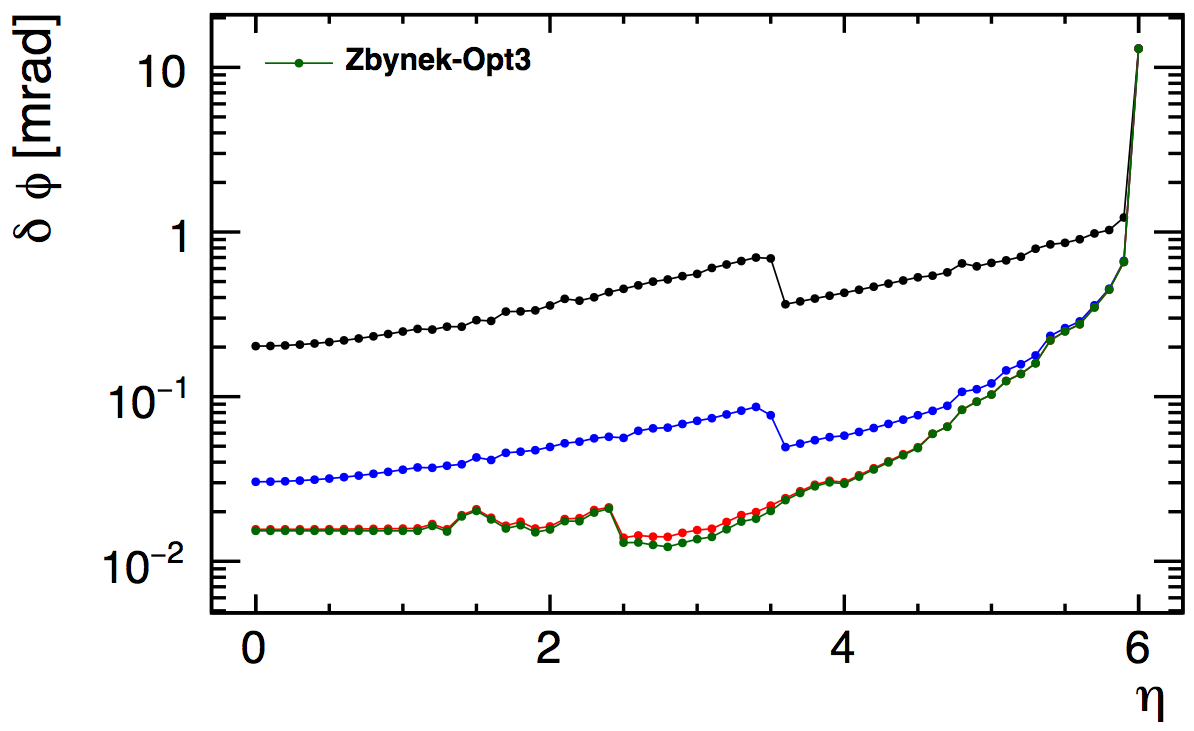 δ ϕ [mrad]
Zbynek-Opt3
10
1
10⁻¹
10⁻²
0 2 4 6
η